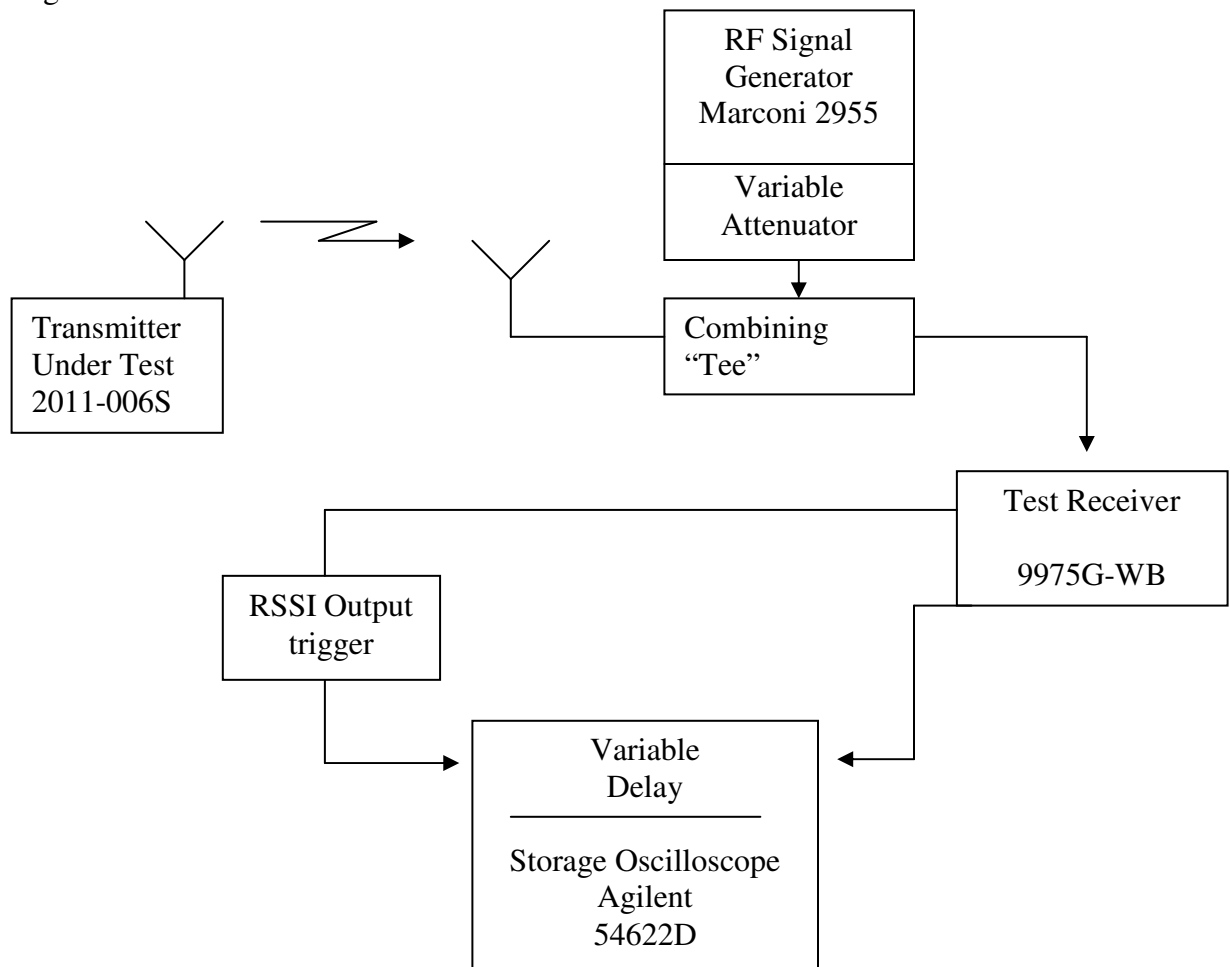 RF Signal
Generator
Marconi 2955
Variable
Attenuator
Transmitter
Under Test
2011-006S
Combining
“Tee”
Test Receiver
9975G-WB
RSSI Output
trigger
Variable
Delay
Storage Oscilloscope
Agilent
54622D